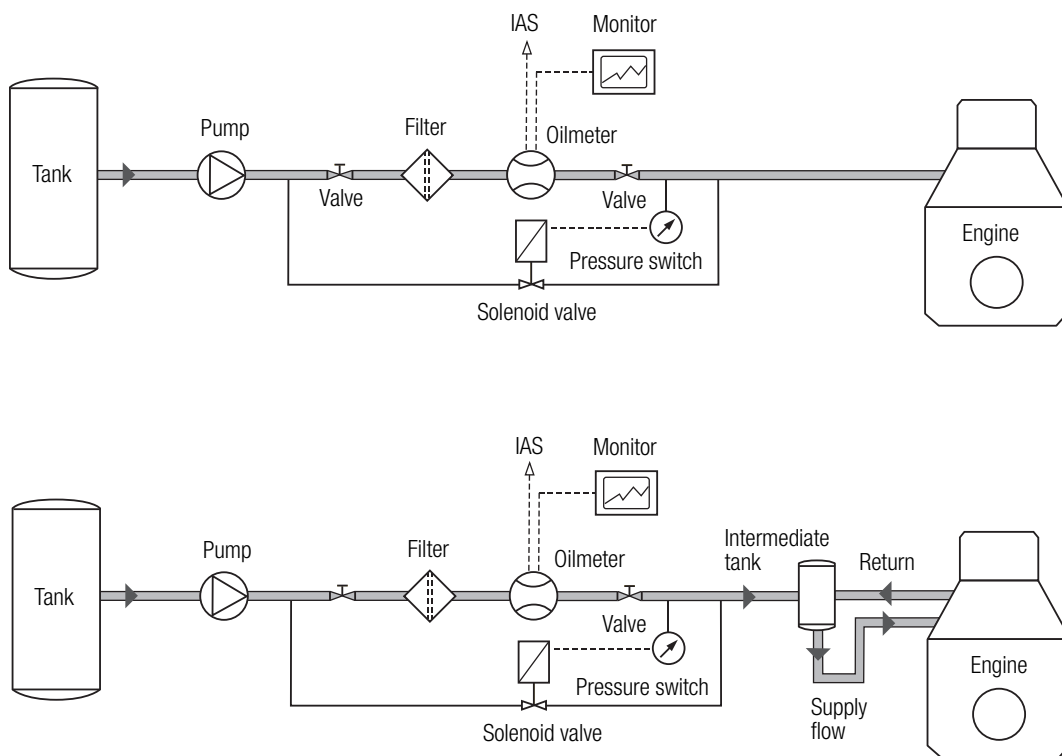 IAS
Monitor
Pump
Filter
Oilmeter
Tank
Valve
Valve
Engine
Pressure switch
Solenoid valve
IAS
Monitor
Intermediate
tank
Return
Pump
Filter
Oilmeter
Tank
Valve
Engine
Pressure switch
Supply
flow
Solenoid valve